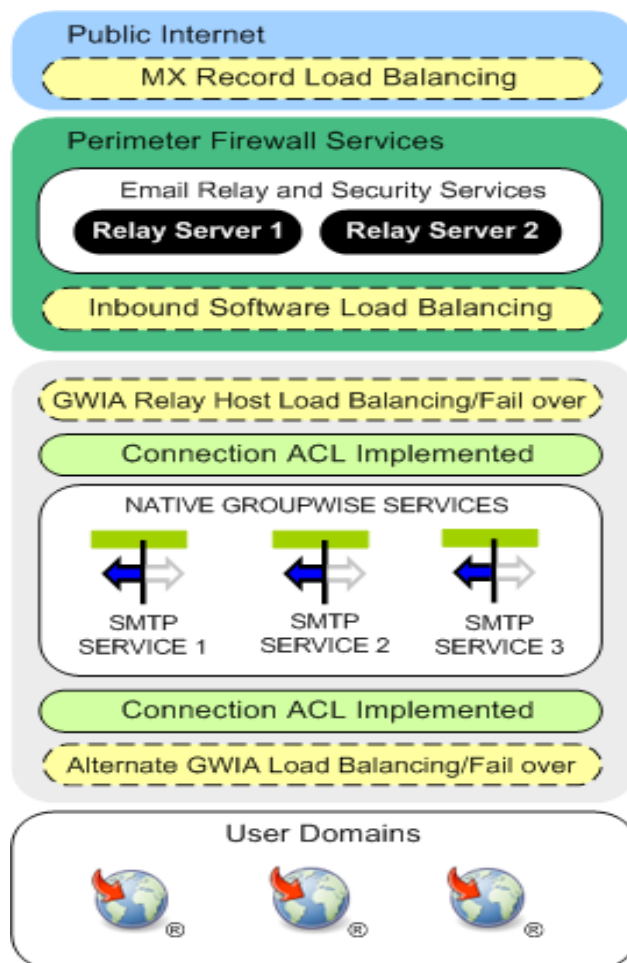 Public Internet
MX Record Load Balancing
Perimeter Firewall Services
Email Relay and Security Services
Relay Server 1
Relay Server 2
Inbound Software Load Balancing
GWIA Relay Host Load Balancing/Fail over
Connection ACL Implemented
NATIVE GROUPWISE SERVICES
SMTP
SERVICE 1
SMTP
SERVICE 2
SMTP
SERVICE 3
Connection ACL Implemented
Alternate GWIA Load Balancing/Fail over
User Domains
®
®
®